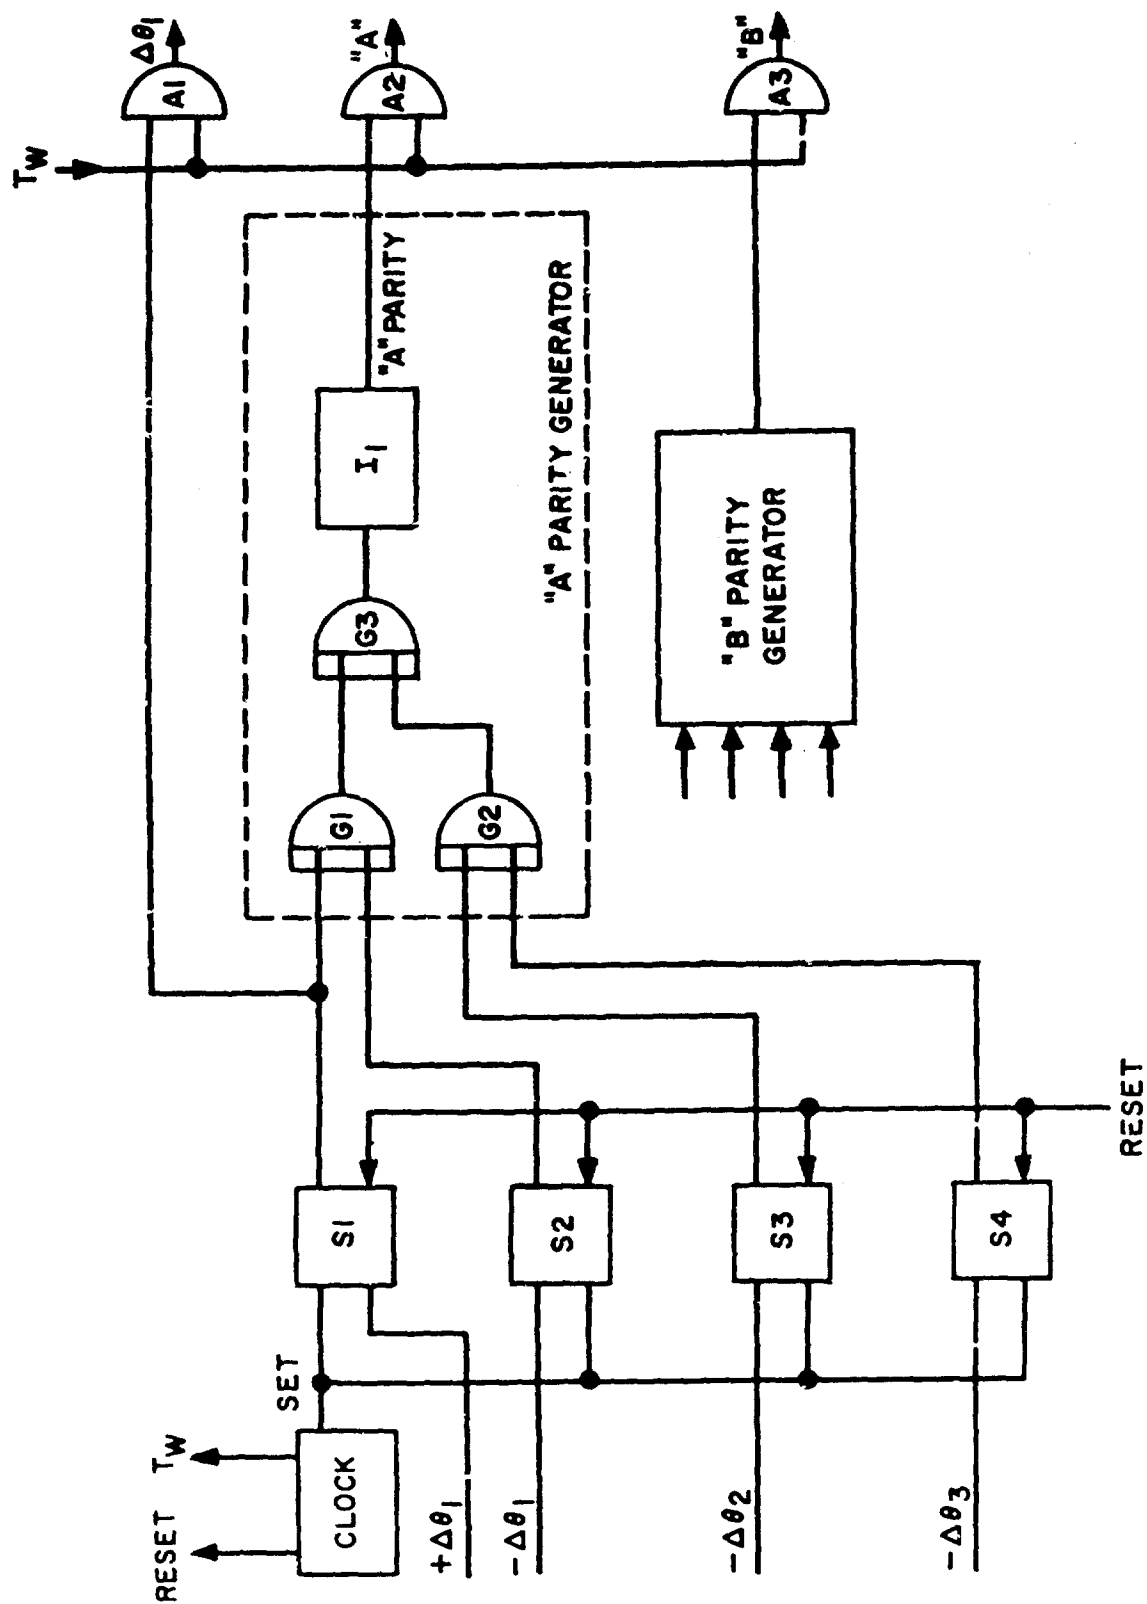 RESET
TW
CLOCK
SET
+Δθ1
-Δθ1
-Δθ2
-Δθ3
S1
S2
S3
S4
RESET
G1
G2
G3
I1
"A" PARITY
"A" PARITY GENERATOR
"B" PARITY
GENERATOR
TW
A1
A2
A3
Δθ1
"A"
"B"